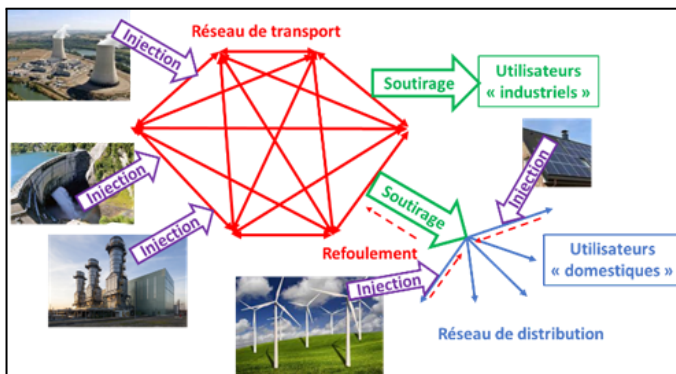 Réseau de transport
Injection
Soutirage
Utilisateurs
« industriels »
Injection
Injection
Injection
Soutirage
Refoulement
Injection
Utilisateurs
« domestiques »
Réseau de distribution